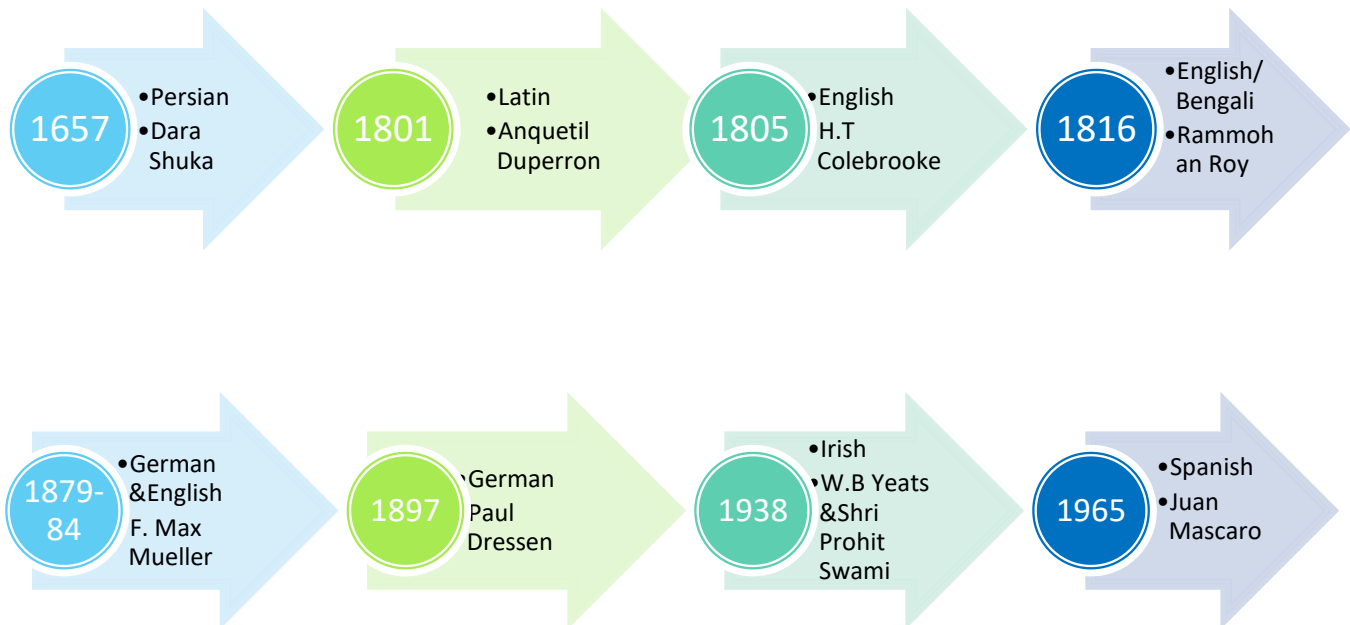 1657
•Persian
•Dara
Shuka
1801
•Latin
•Anquetil
Duperron
1805
•English
H.T
Colebrooke
1816
•English/
Bengali
•Rammoh
an Roy
1879-
84
•German
&English
F. Max
Mueller
1897
•German
Paul
Dressen
1938
•Irish
•W.B Yeats
&Shri
Prohit
Swami
1965
•Spanish
•Juan
Mascaro